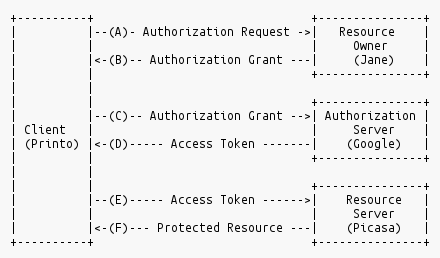 --(A)- Authorization Request ->
Resource
Owner
<-(B)-- Authorization Grant ---
(Jane)
--(C)-- Authorization Grant -->
Authorization
Client
Server
(Printo)
<-(D)----- Access Token -------
(Google)
--(E)----- Access Token ------>
Resource
Server
<-(F)--- Protected Resource ---
(Picasa)